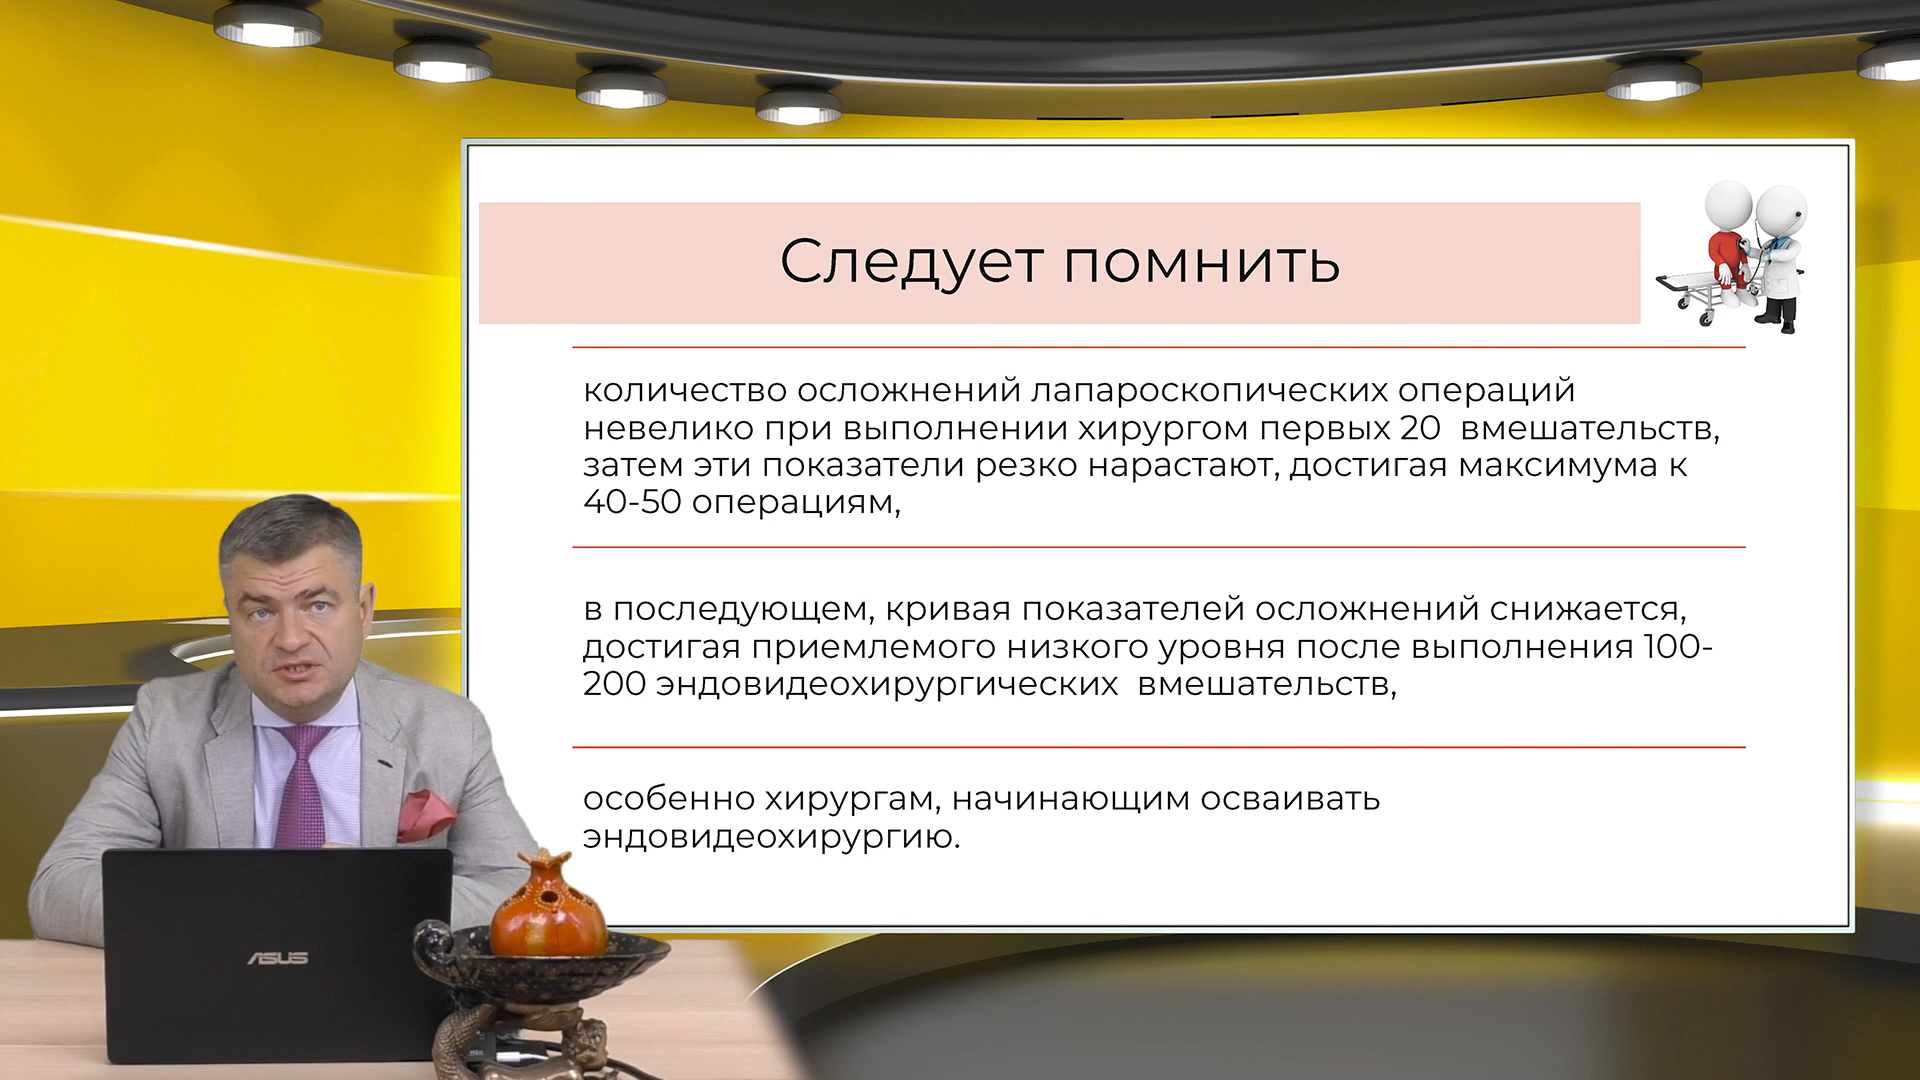 Следует помнить
количество осложнений лапароскопических операций
невелико при выполнении хирургом первых 20  вмешательств,
затем эти показатели резко нарастают, достигая максимума к
40-50 операциям,
в последующем, кривая показателей осложнений снижается,
достигая приемлемого низкого уровня после выполнения 100-
200 эндовидеохирургических  вмешательств,
особенно хирургам, начинающим осваивать
эндовидеохирургию.
ASUS